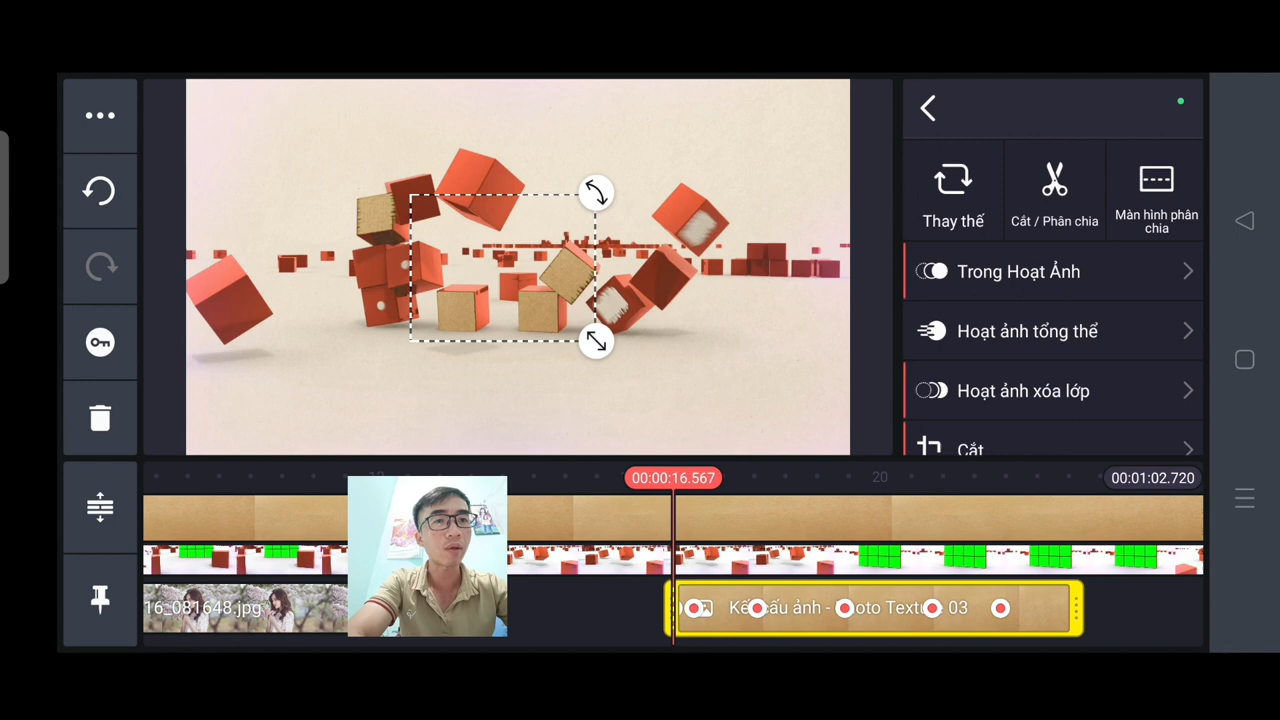 Thay thế
Cắt / Phân chia
Màn hình phân
chia
Trong Hoạt Ảnh
Hoạt ảnh tổng thể
Hoạt ảnh xóa lớp
Cắt
00:00:16.567
20
00:01:02.720
16_081648.jpg
03